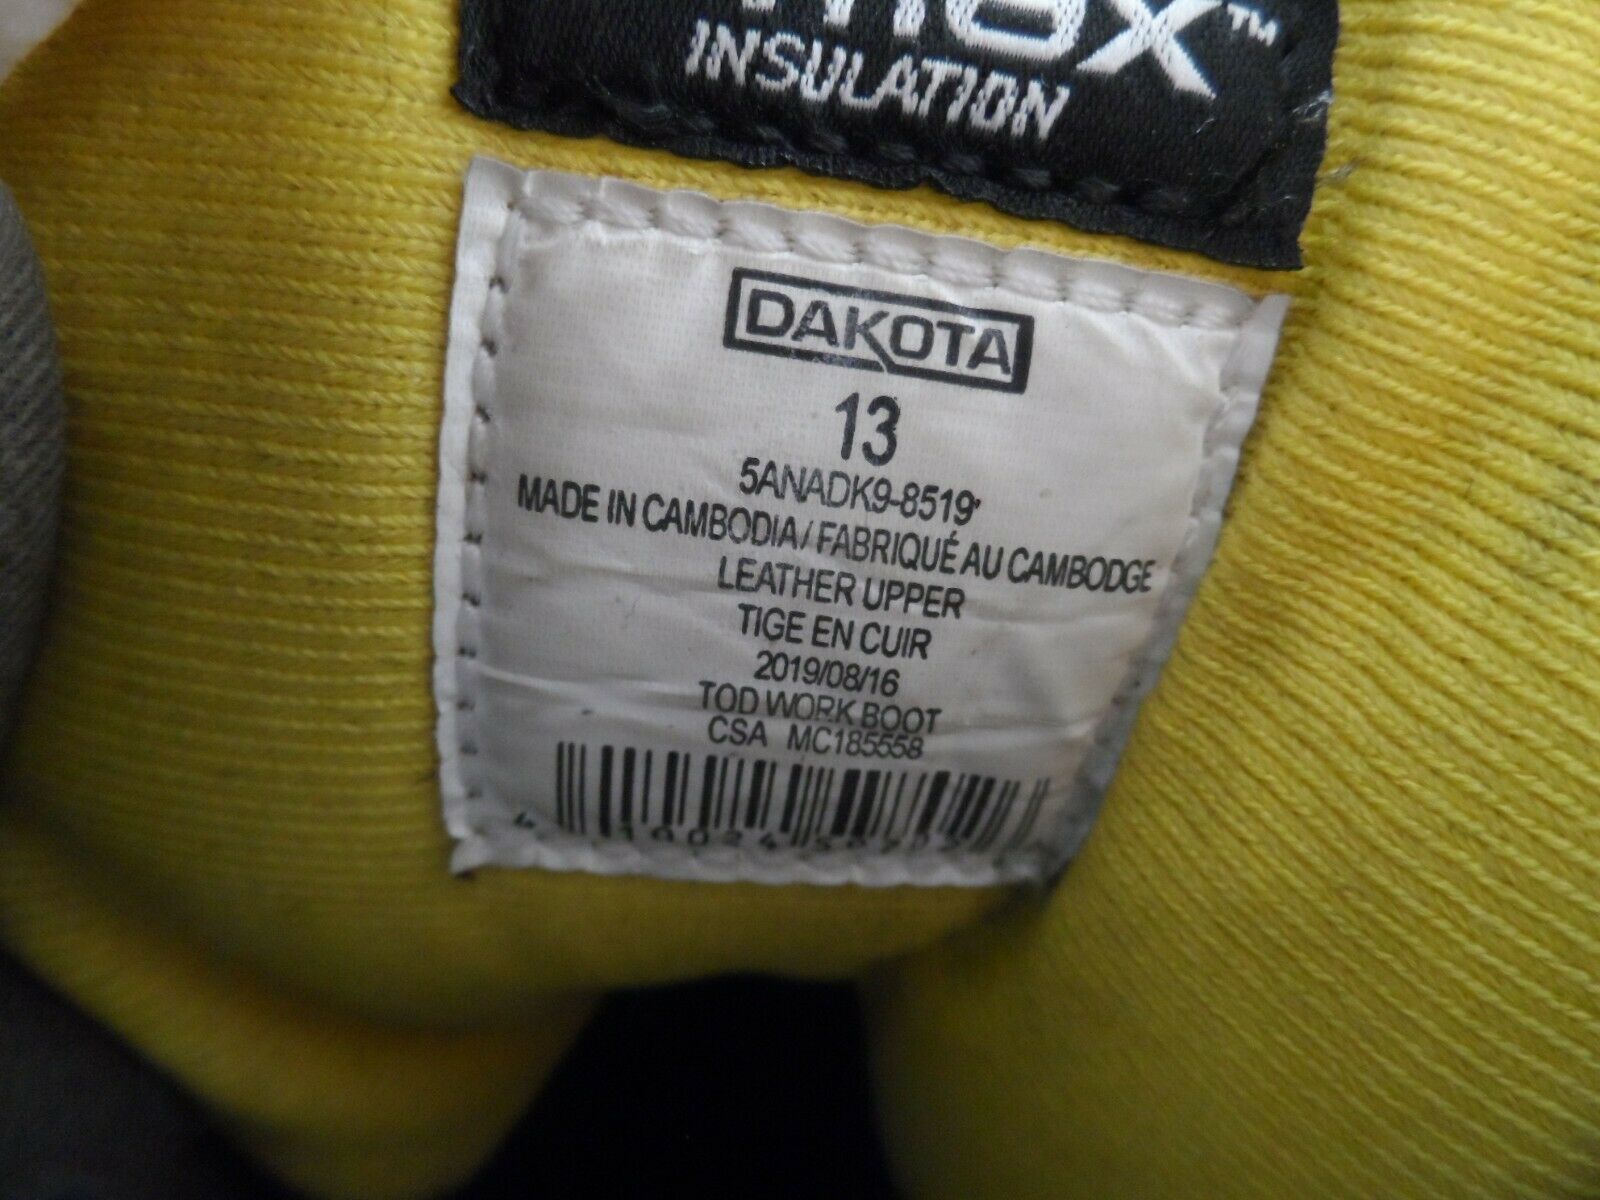 INSULATION
DAKOTA
13
5ANADK9-8519
MADE IN CAMBODIA/FABRIQUÉ AU CAMBODGE
LEATHER UPPER
TIGE EN CUIR
2019/08/16
TOD WORK BOOT
CSA MC185558